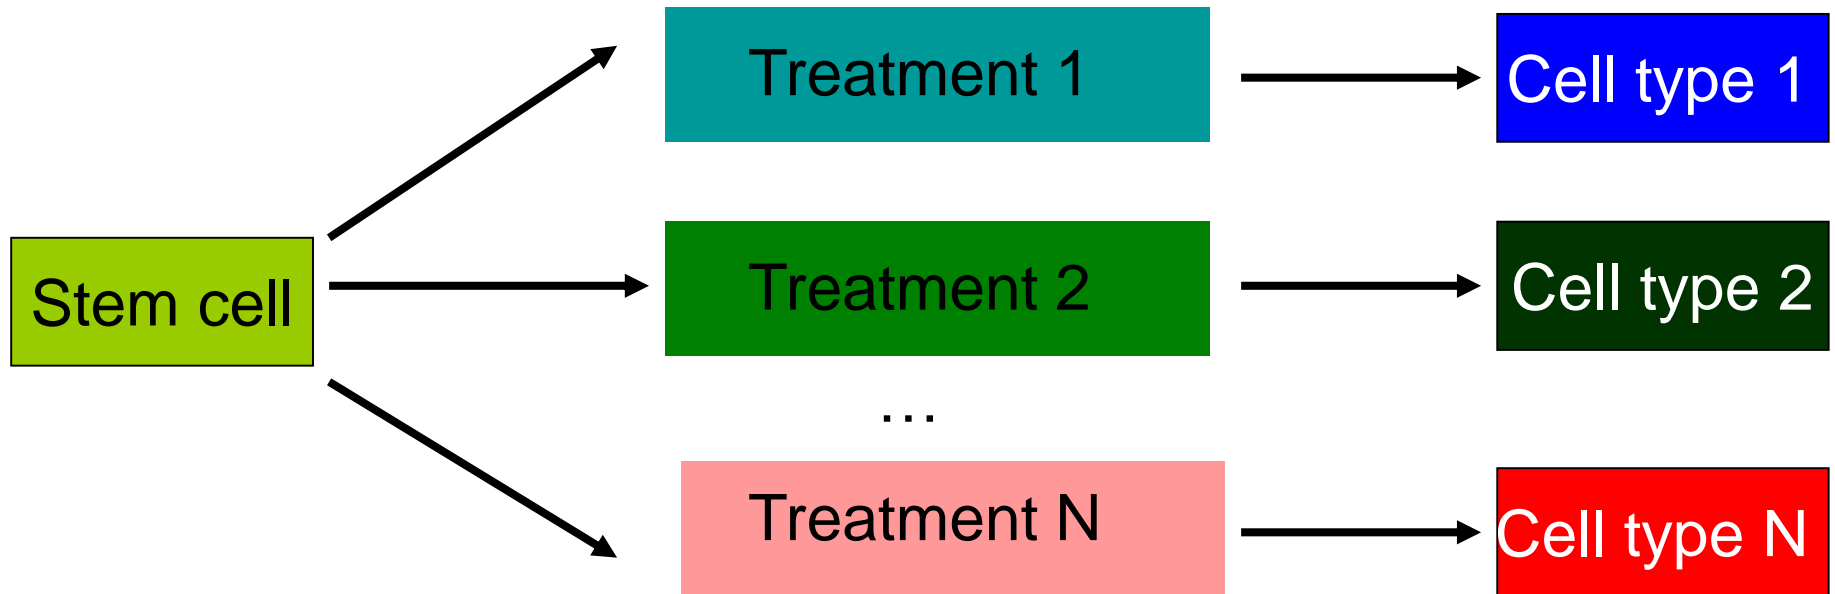 Treatment 1
Cell type 1
Stem cell
Treatment 2
Cell type 2
…
Treatment N
Cell type N